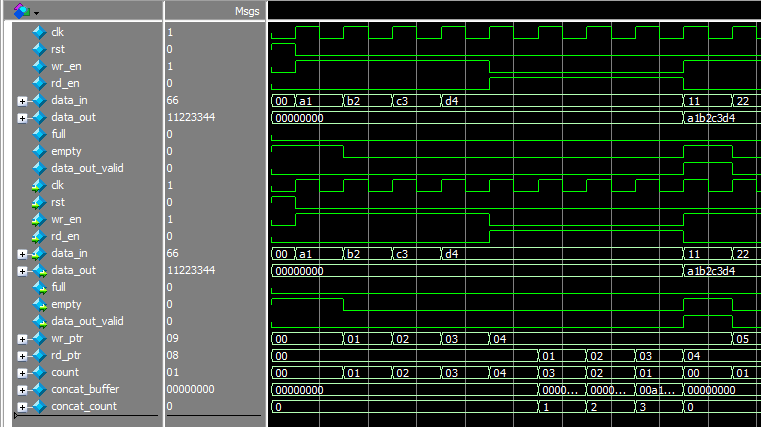 Msgs
clk 1
rst 0
wr_en 1
rd_en 0
data_in 66 00 a1 b2 c3 d4 11 22
data_out 11223344 00000000 a1b2c3d4
full 0
empty 0
data_out_valid 0
clk 1
rst 0
wr_en 1
rd_en 0
data_in 66 00 a1 b2 c3 d4 11 22
data_out 11223344 00000000 a1b2c3d4
full 0
empty 0
data_out_valid 0
wr_ptr 09 00 01 02 03 04 05
rd_ptr 08 00 01 02 03 04
count 01 00 01 02 03 04 03 02 01 00 01
concat_buffer 00000000 00000000 0000... 0000... 00a1... 00000000
concat_count 0 0 1 2 3 0